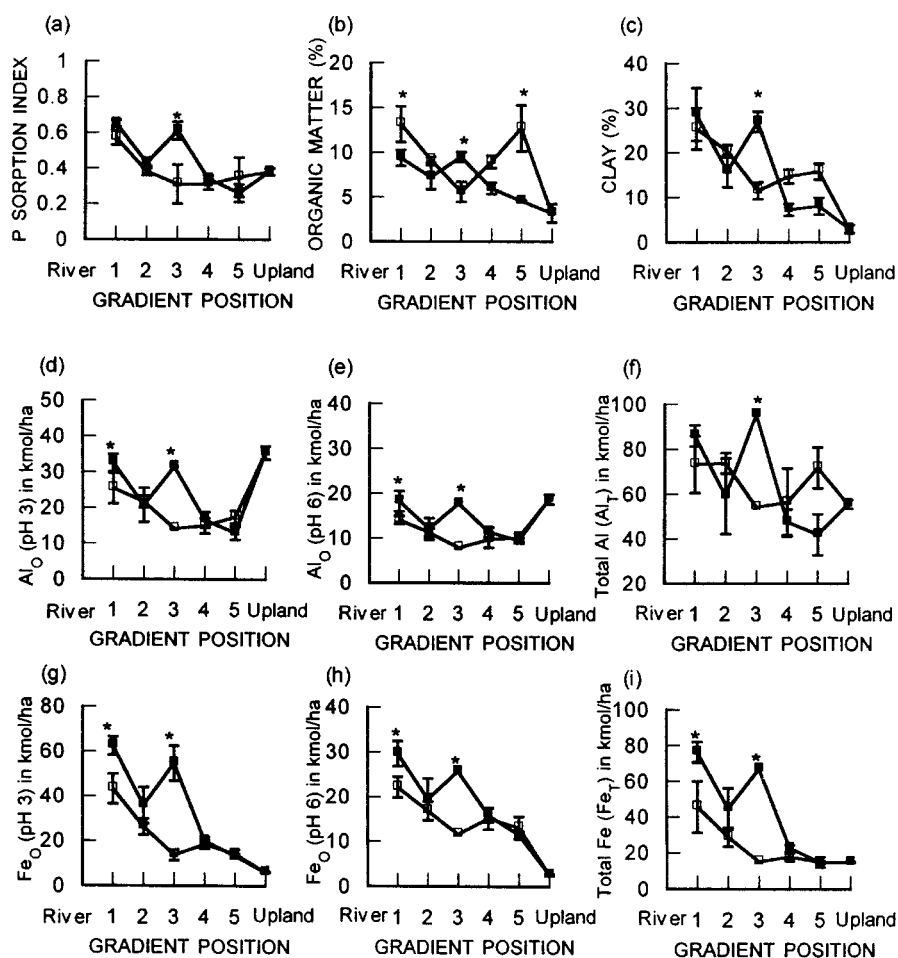 (a)
P SORPTION INDEX
1
0.8
0.6
0.4
0.2
0
*
River 1 2 3 4 5 Upland
GRADIENT POSITION
(b)
ORGANIC MATTER (%)
20
15
10
5
0
* * *
River 1 2 3 4 5 Upland
GRADIENT POSITION
(c)
CLAY (%)
40
30
20
10
0
*
River 1 2 3 4 5 Upland
GRADIENT POSITION
(d)
Al_O (pH 3) in kmol/ha
50
40
30
20
10
0
* *
River 1 2 3 4 5 Upland
GRADIENT POSITION
(e)
Al_O (pH 6) in kmol/ha
40
30
20
10
0
* *
River 1 2 3 4 5 Upland
GRADIENT POSITION
(f)
Total Al (Al_T) in kmol/ha
100
80
60
40
20
*
River 1 2 3 4 5 Upland
GRADIENT POSITION
(g)
Fe_O (pH 3) in kmol/ha
80
60
40
20
0
* *
River 1 2 3 4 5 Upland
GRADIENT POSITION
(h)
Fe_O (pH 6) in kmol/ha
40
30
20
10
0
* *
River 1 2 3 4 5 Upland
GRADIENT POSITION
(i)
Total Fe (Fe_T) in kmol/ha
100
80
60
40
20
0
* *
River 1 2 3 4 5 Upland
GRADIENT POSITION